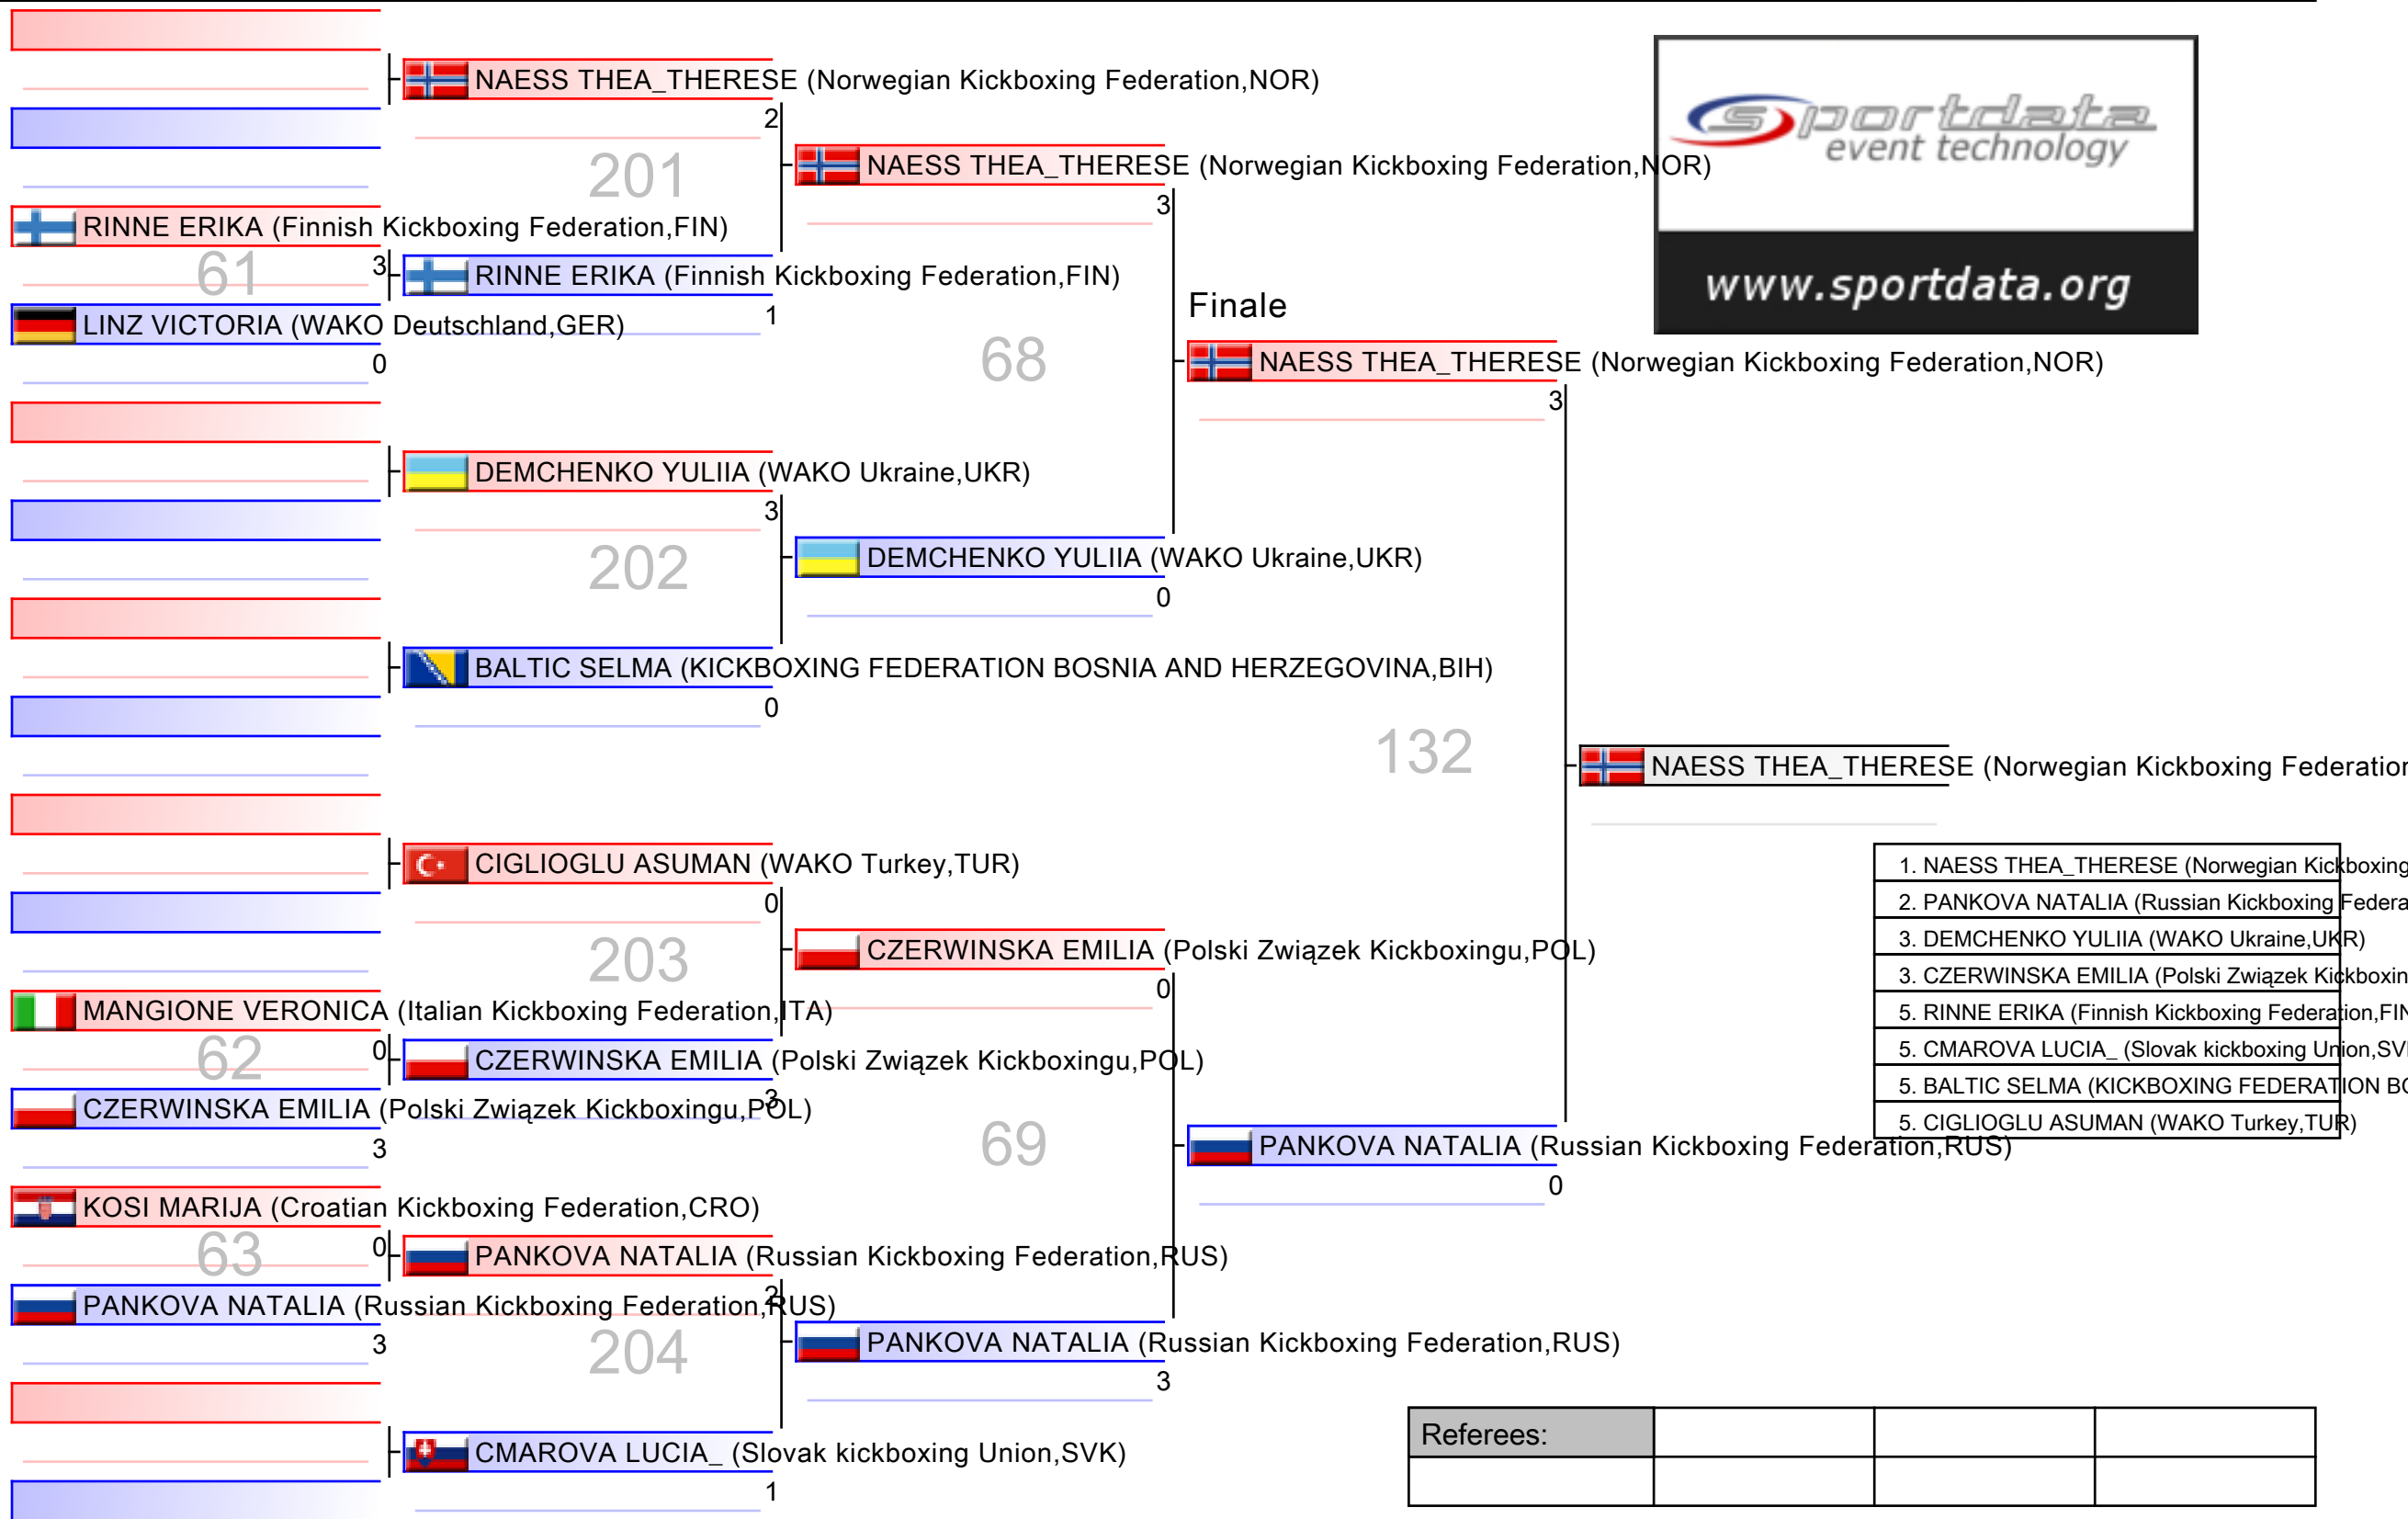 NAESS THEA_THERESE (Norwegian Kickboxing Federation,NOR)
2
201
RINNE ERIKA (Finnish Kickboxing Federation,FIN)
61
3
LINZ VICTORIA (WAKO Deutschland,GER)
0
RINNE ERIKA (Finnish Kickboxing Federation,FIN)
1
NAESS THEA_THERESE (Norwegian Kickboxing Federation,NOR)
3
68
sportdata
event technology
www.sportdata.org
Finale
NAESS THEA_THERESE (Norwegian Kickboxing Federation,NOR)
3
DEMCHENKO YULIIA (WAKO Ukraine,UKR)
3
202
DEMCHENKO YULIIA (WAKO Ukraine,UKR)
0
BALTIC SELMA (KICKBOXING FEDERATION BOSNIA AND HERZEGOVINA,BIH)
0
132
NAESS THEA_THERESE (Norwegian Kickboxing Federation
CIGLIOGLU ASUMAN (WAKO Turkey,TUR)
0
203
CZERWINSKA EMILIA (Polski Związek Kickboxingu,POL)
0
MANGIONE VERONICA (Italian Kickboxing Federation,ITA)
62
0
CZERWINSKA EMILIA (Polski Związek Kickboxingu,POL)
3
CZERWINSKA EMILIA (Polski Związek Kickboxingu,POL)
3
69
PANKOVA NATALIA (Russian Kickboxing Federation,RUS)
0
KOSI MARIJA (Croatian Kickboxing Federation,CRO)
63
0
PANKOVA NATALIA (Russian Kickboxing Federation,RUS)
3
PANKOVA NATALIA (Russian Kickboxing Federation,RUS)
2
204
PANKOVA NATALIA (Russian Kickboxing Federation,RUS)
3
CMAROVA LUCIA_ (Slovak kickboxing Union,SVK)
1
1. NAESS THEA_THERESE (Norwegian Kickboxing
2. PANKOVA NATALIA (Russian Kickboxing Federa
3. DEMCHENKO YULIIA (WAKO Ukraine,UKR)
3. CZERWINSKA EMILIA (Polski Związek Kickboxin
5. RINNE ERIKA (Finnish Kickboxing Federation,FIN
5. CMAROVA LUCIA_ (Slovak kickboxing Union,SV
5. BALTIC SELMA (KICKBOXING FEDERATION BO
5. CIGLIOGLU ASUMAN (WAKO Turkey,TUR)
Referees: